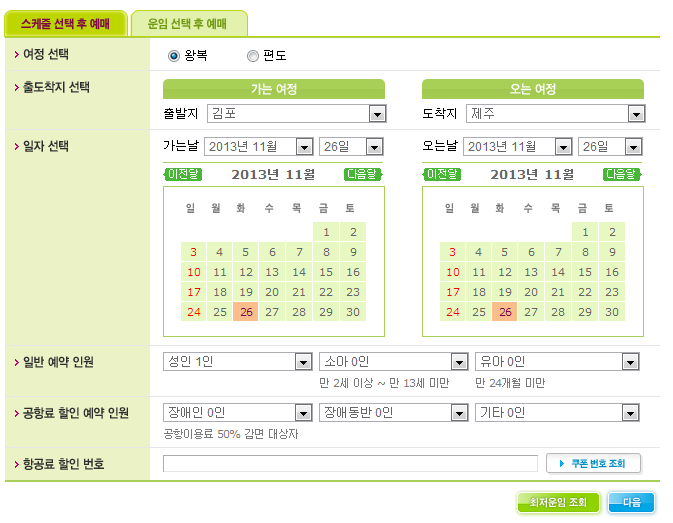 스케줄 선택 후 예매 운임 선택 후 예매
여정 선택 왕복 편도
출도착지 선택 가는 여정 오는 여정
출발지 김포 도착지 제주
일자 선택 가는날 2013년 11월 26일 오는날 2013년 11월 26일
이전달 2013년 11월 다음달 이전달 2013년 11월 다음달
일 월 화 수 목 금 토 일 월 화 수 목 금 토
1 2 1 2
3 4 5 6 7 8 9 3 4 5 6 7 8 9
10 11 12 13 14 15 16 10 11 12 13 14 15 16
17 18 19 20 21 22 23 17 18 19 20 21 22 23
24 25 26 27 28 29 30 24 25 26 27 28 29 30
일반 예약 인원 성인 1인 소아 0인 유아 0인
만 2세 이상 ~ 만 13세 미만 만 24개월 미만
공항료 할인 예약 인원 장애인 0인 장애동반 0인 기타 0인
공항이용료 50% 감면 대상자
항공료 할인 번호 쿠폰 번호 조회
최저운임 조회 다음